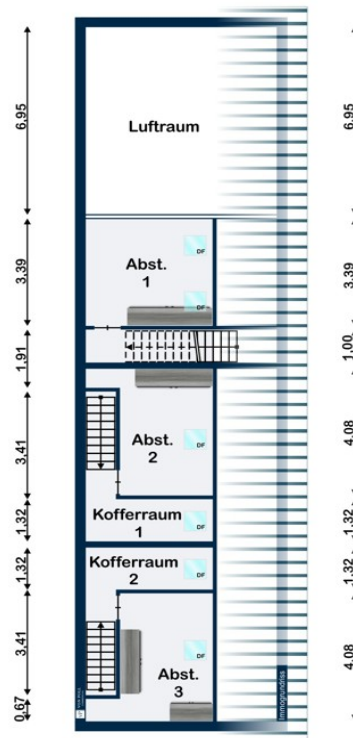 Luftraum
6.95
6.95
Abst.
1
DF
DF
3.39
3.39
1.91
1.00
Abst.
2
DF
3.41
4.08
Kofferraum
1
DF
1.32
1.32
Kofferraum
2
DF
1.32
1.32
DF
Abst.
3
3.41
4.08
0.67
Immogrundriss